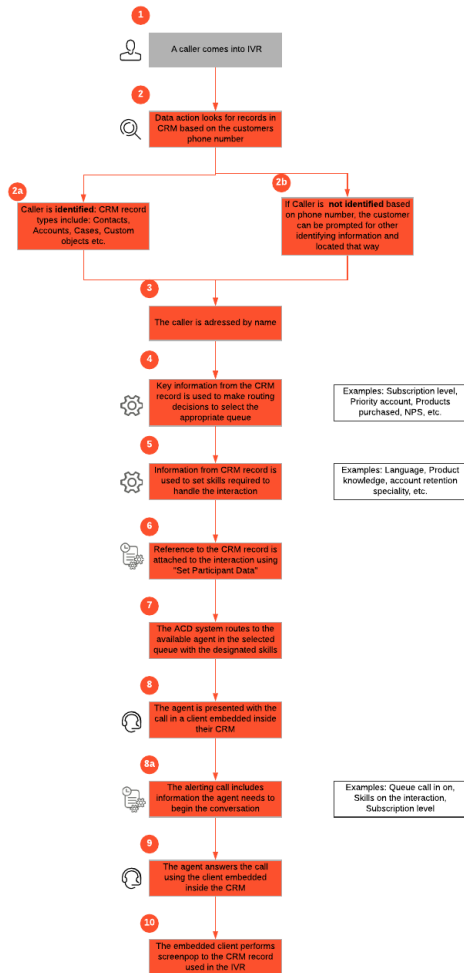 1
A caller comes into IVR
2
Data action looks for records in
CRM based on the customers
phone number
2a
Caller is identified: CRM record
types include: Contacts,
Accounts, Cases, Custom
objects etc.
2b
If Caller is not identified based
on phone number, the customer
can be prompted for other
identifying information and
located that way
3
The caller is adressed by name
4
Key information from the CRM
record is used to make routing
decisions to select the
appropriate queue
Examples: Subscription level,
Priority account, Products
purchased, NPS, etc.
5
Information from CRM record is
used to set skills required to
handle the interaction
Examples: Language, Product
knowledge, account retention
speciality, etc.
6
Reference to the CRM record is
attached to the interaction using
"Set Participant Data"
7
The ACD system routes to the
available agent in the selected
queue with the designated skills
8
The agent is presented with the
call in a client embedded inside
their CRM
8a
The alerting call includes
information the agent needs to
begin the conversation
Examples: Queue call in on,
Skills on the interaction,
Subscription level
9
The agent answers the call
using the client embedded
inside the CRM
10
The embedded client performs
screenpop to the CRM record
used in the IVR